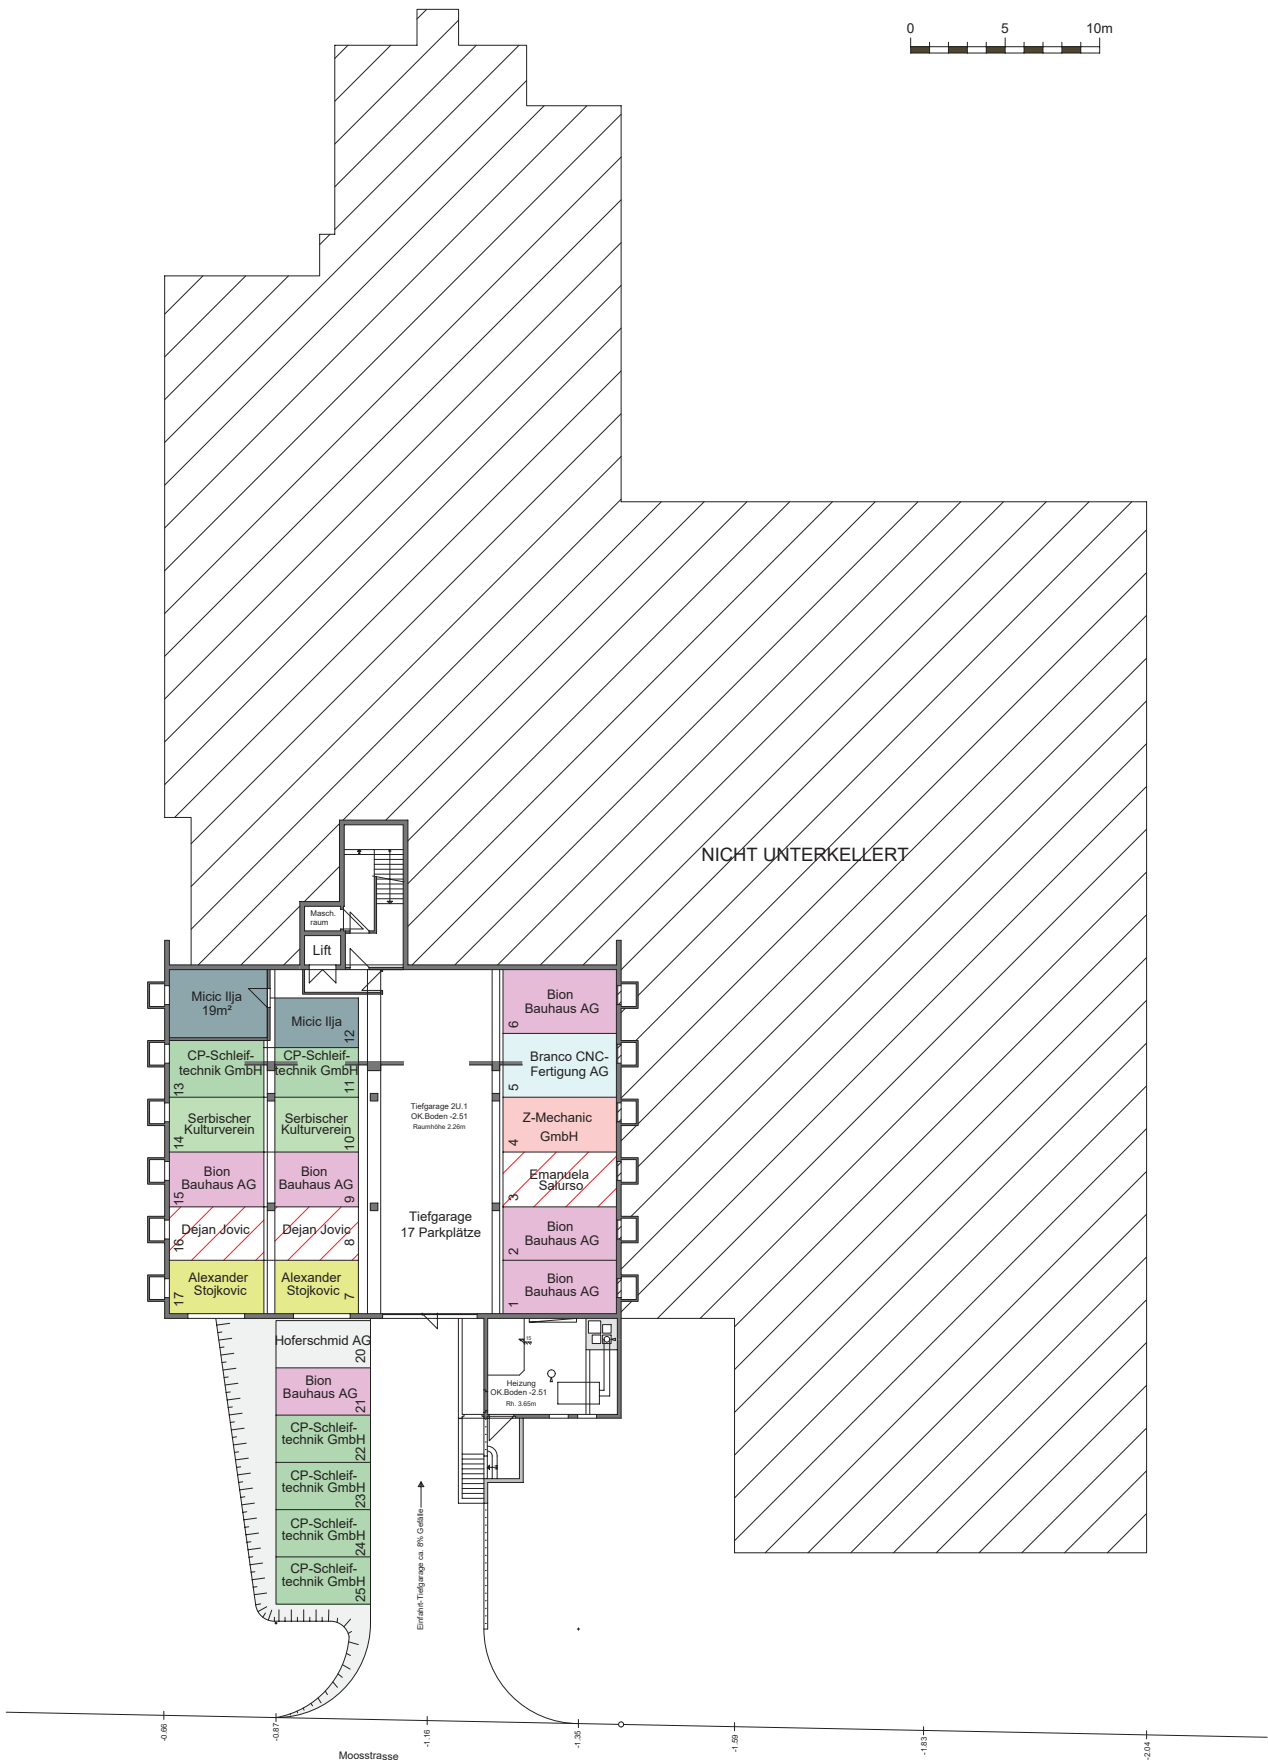 0 5 10m
NICHT UNTERKELLERT
Masch.
raum
Lift
Micic Ilja
19m²
Micic Ilja
12
Bion
Bauhaus AG
6
CP-Schleif-
technik GmbH
13
CP-Schleif-
technik GmbH
11
Branco CNC-
Fertigung AG
5
Serbischer
Kulturverein
14
Serbischer
Kulturverein
10
Tiefgarage 2U.1
OK.Boden -2.51
Raumhöhe 2.26m
Z-Mechanic
GmbH
4
Bion
Bauhaus AG
15
Bion
Bauhaus AG
9
Emanuela
Salurso
3
Dejan Jovic
16
Dejan Jovic
8
Tiefgarage
17 Parkplätze
Bion
Bauhaus AG
2
Alexander
Stojkovic
17
Alexander
Stojkovic
7
Bion
Bauhaus AG
1
Hoferschmid AG
20
Bion
Bauhaus AG
21
Heizung
OK.Boden -2.51
Rh. 3.65m
CP-Schleif-
technik GmbH
22
CP-Schleif-
technik GmbH
23
CP-Schleif-
technik GmbH
24
CP-Schleif-
technik GmbH
25
Einfahrt-Tiefgarage ca. 8% Gefälle
-0.66
-0.87
-1.16
-1.35
-1.59
-1.83
-2.04
Moosstrasse